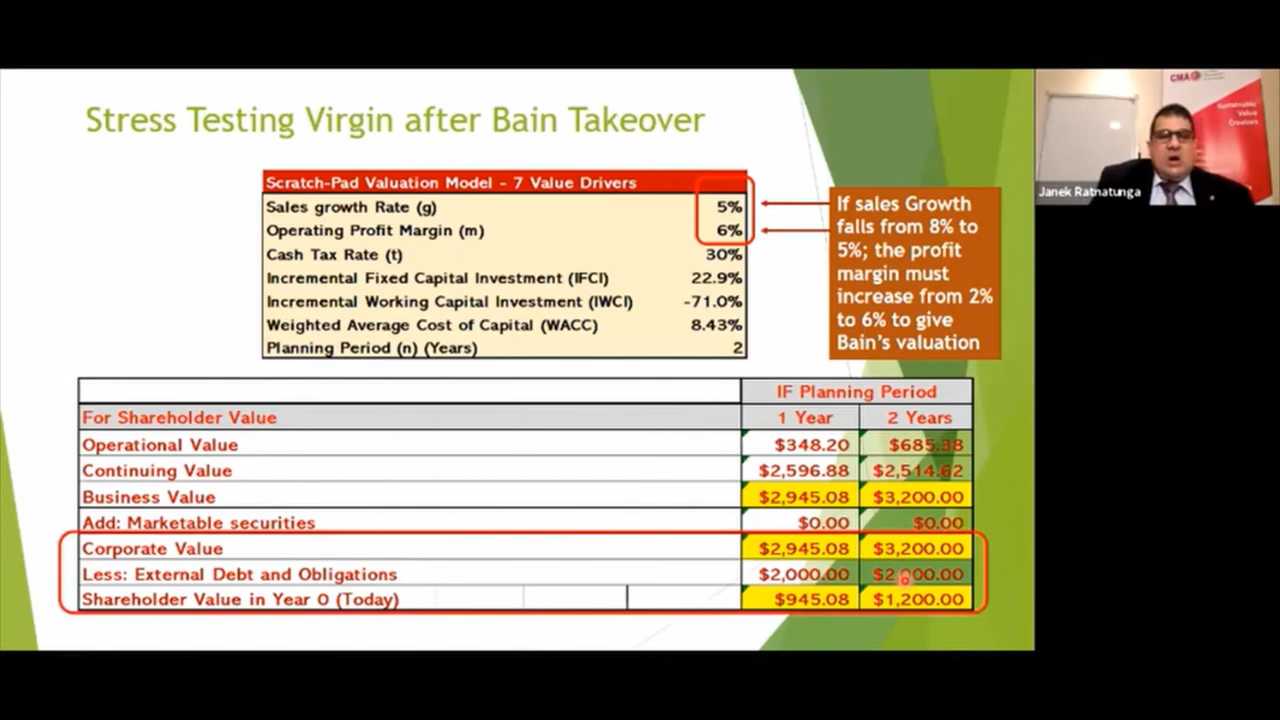 Stress Testing Virgin after Bain Takeover
Scratch-Pad Valuation Model – 7 Value Drivers
Sales growth Rate (g) 5%
Operating Profit Margin (m) 6%
Cash Tax Rate (t) 30%
Incremental Fixed Capital Investment (IFCI) 22.9%
Incremental Working Capital Investment (IWCI) -71.0%
Weighted Average Cost of Capital (WACC) 8.43%
Planning Period (n) (Years) 2
If sales Growth
falls from 8% to
5%; the profit
margin must
increase from 2%
to 6% to give
Bain's valuation
IF Planning Period
For Shareholder Value 1 Year 2 Years
Operational Value $348.20 $685.38
Continuing Value $2,596.88 $2,514.62
Business Value $2,945.08 $3,200.00
Add: Marketable securities $0.00 $0.00
Corporate Value $2,945.08 $3,200.00
Less: External Debt and Obligations $2,000.00 $2,000.00
Shareholder Value in Year 0 (Today) $945.08 $1,200.00
CMA
Sustainable
Value
Creators
Janek Ratnatunga